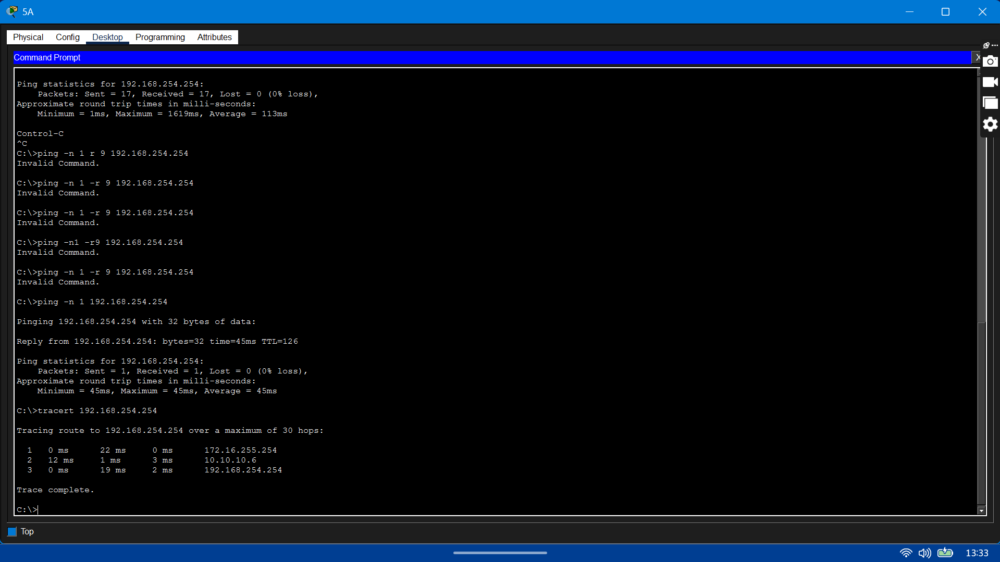 5A
Physical Config Desktop Programming Attributes
Command Prompt
X
Ping statistics for 192.168.254.254:
Packets: Sent = 17, Received = 17, Lost = 0 (0% loss),
Approximate round trip times in milli-seconds:
Minimum = 1ms, Maximum = 1619ms, Average = 113ms
Control-C
^C
C:\>ping -n 1 r 9 192.168.254.254
Invalid Command.
C:\>ping -n 1 -r 9 192.168.254.254
Invalid Command.
C:\>ping -n 1 -r 9 192.168.254.254
Invalid Command.
C:\>ping -n1 -r9 192.168.254.254
Invalid Command.
C:\>ping -n 1 -r 9 192.168.254.254
Invalid Command.
C:\>ping -n 1 192.168.254.254
Pinging 192.168.254.254 with 32 bytes of data:
Reply from 192.168.254.254: bytes=32 time=45ms TTL=126
Ping statistics for 192.168.254.254:
Packets: Sent = 1, Received = 1, Lost = 0 (0% loss),
Approximate round trip times in milli-seconds:
Minimum = 45ms, Maximum = 45ms, Average = 45ms
C:\>tracert 192.168.254.254
Tracing route to 192.168.254.254 over a maximum of 30 hops:
1 0 ms 22 ms 0 ms 172.16.255.254
2 12 ms 1 ms 3 ms 10.10.10.6
3 0 ms 19 ms 2 ms 192.168.254.254
Trace complete.
C:\>
Top
13:33